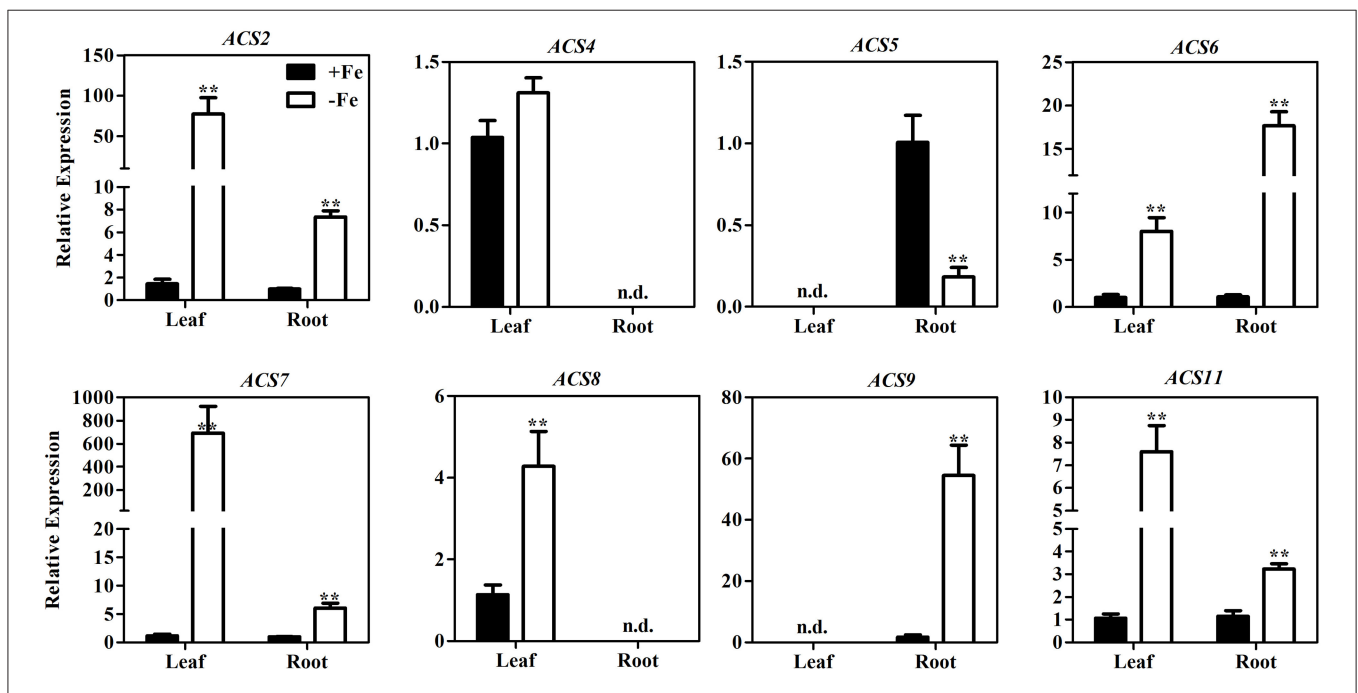 ACS2
150
100
50
10
8
6
4
2
0
Relative Expression
**
**
+Fe
-Fe
Leaf Root
ACS4
1.5
1.0
0.5
0.0
n.d.
Leaf Root
ACS5
1.5
1.0
0.5
0.0
n.d.
**
Leaf Root
ACS6
25
20
15
10
5
0
**
**
Leaf Root
ACS7
1000
800
600
400
200
20
15
10
5
0
Relative Expression
**
**
Leaf Root
ACS8
6
4
2
0
**
n.d.
Leaf Root
ACS9
80
60
40
20
0
n.d.
**
Leaf Root
ACS11
10
9
8
7
6
5
5
4
3
2
1
0
**
**
Leaf Root